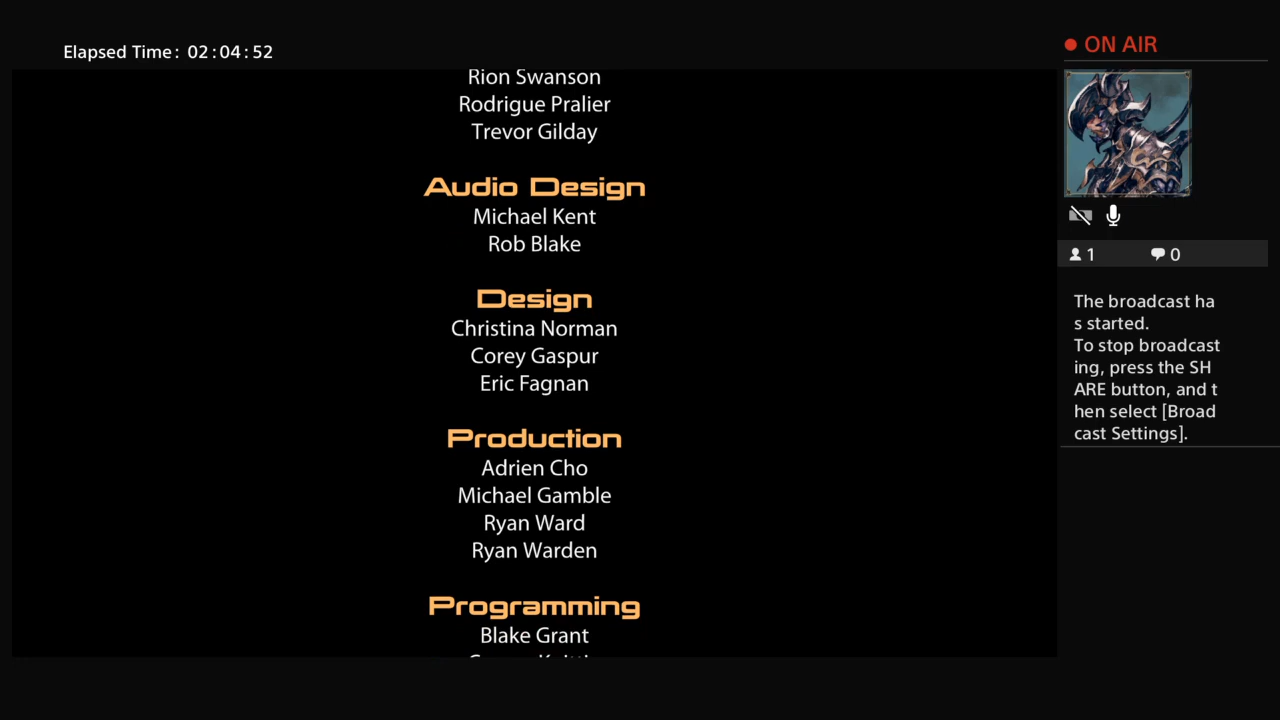 Elapsed Time: 02:04:52
ON AIR
Rion Swanson
Rodrigue Pralier
Trevor Gilday
Audio Design
Michael Kent
Rob Blake
Design
Christina Norman
Corey Gaspur
Eric Fagnan
Production
Adrien Cho
Michael Gamble
Ryan Ward
Ryan Warden
Programming
Blake Grant
1
0
The broadcast ha
s started.
To stop broadcast
ing, press the SH
ARE button, and t
hen select [Broad
cast Settings].